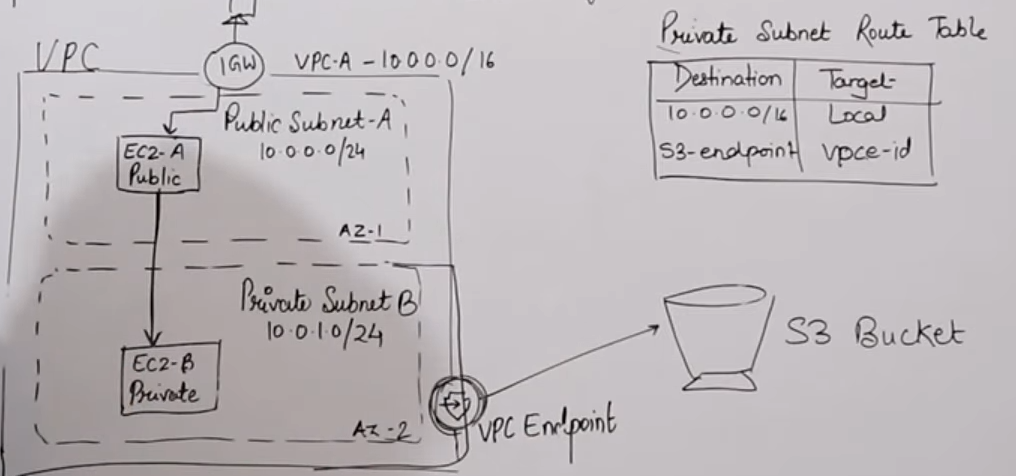 VPC
IGW
VPC-A - 10.0.0.0/16
Public Subnet-A
10.0.0.0/24
EC2-A
Public
AZ-1
Private Subnet B
10.0.1.0/24
EC2-B
Private
AZ-2
VPC Endpoint
S3 Bucket
Private Subnet Route Table
Destination Target
10.0.0.0/16 Local
S3-endpoint vpce-id